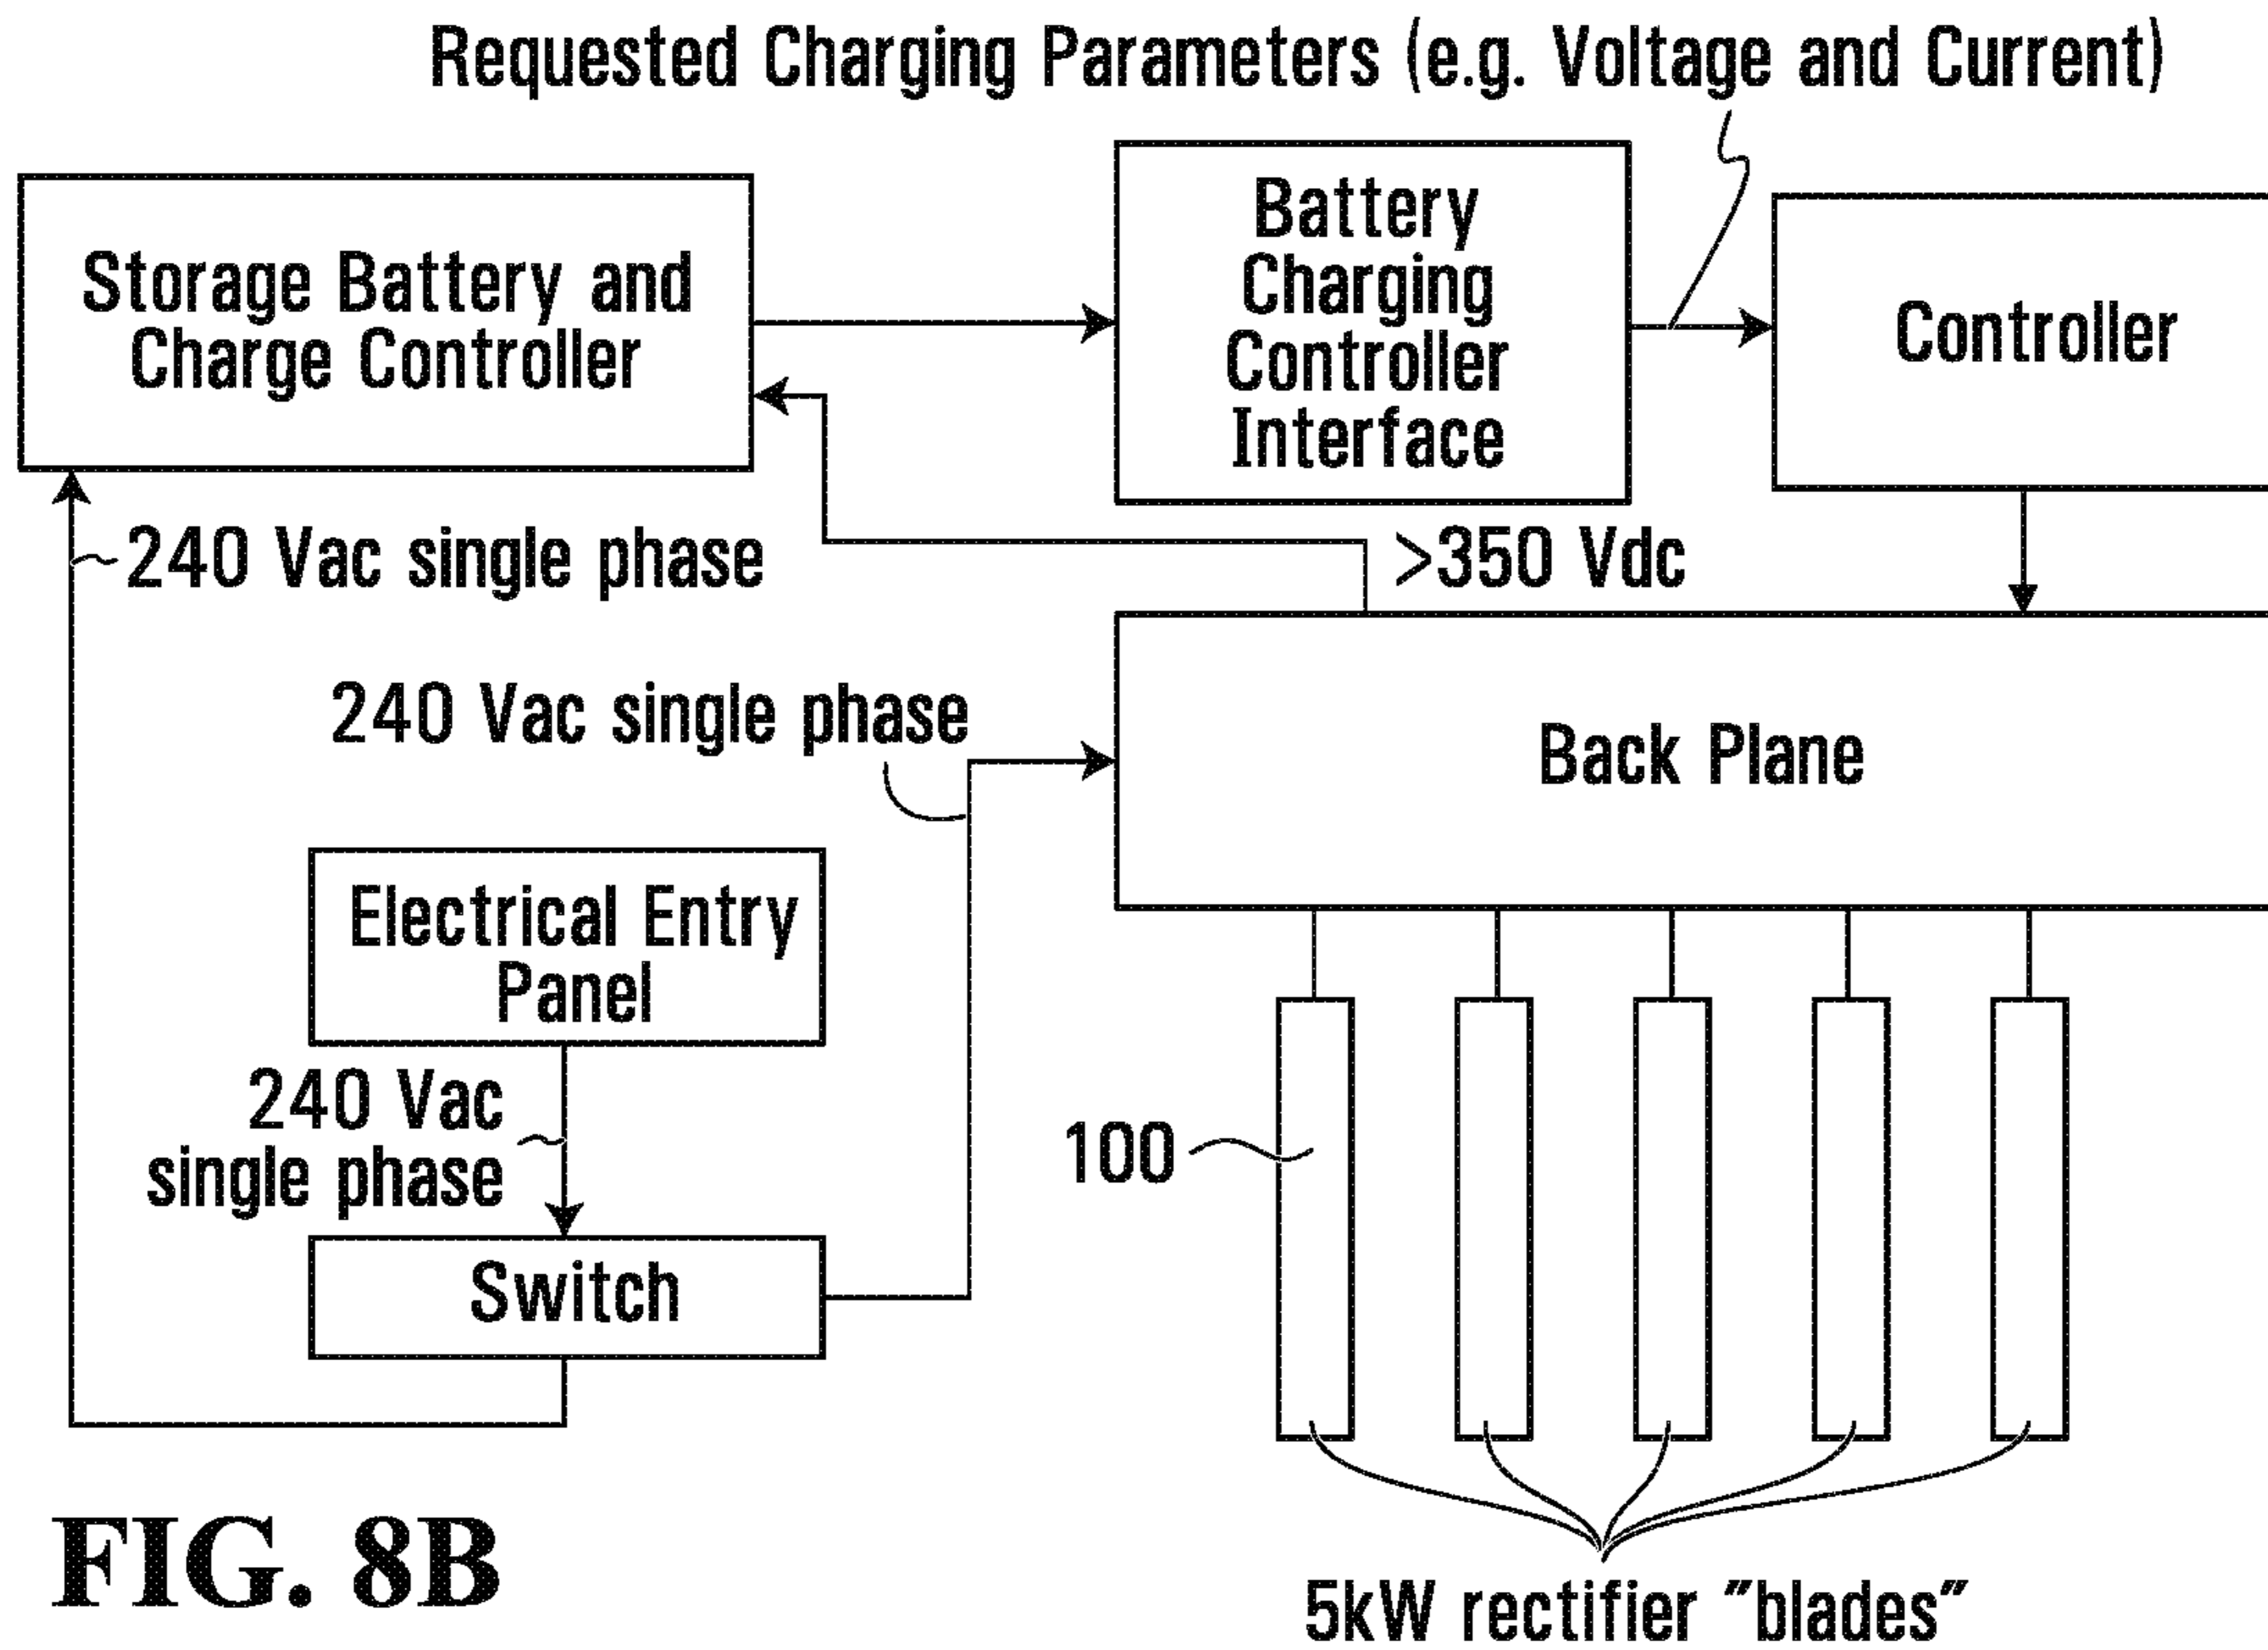 Requested Charging Parameters (e.g. Voltage and Current)
Storage Battery and
Charge Controller
Battery
Charging
Controller
Interface
Controller
240 Vac single phase
>350 Vdc
240 Vac single phase
Back Plane
Electrical Entry
Panel
240 Vac
single phase
100
Switch
FIG. 8B
5kW rectifier "blades"